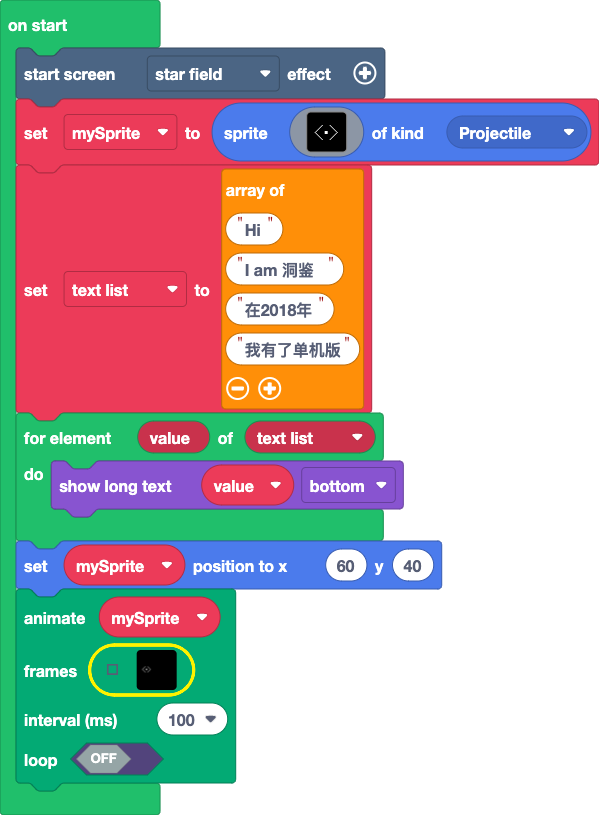 on start
start screen star field effect
set mySprite to sprite <·> of kind Projectile
array of
"Hi "
"I am 洞鉴 "
set text list to
"在2018年 "
"我有了单机版 "
for element value of text list
do
show long text value bottom
set mySprite position to x 60 y 40
animate mySprite
frames
interval (ms) 100
loop OFF